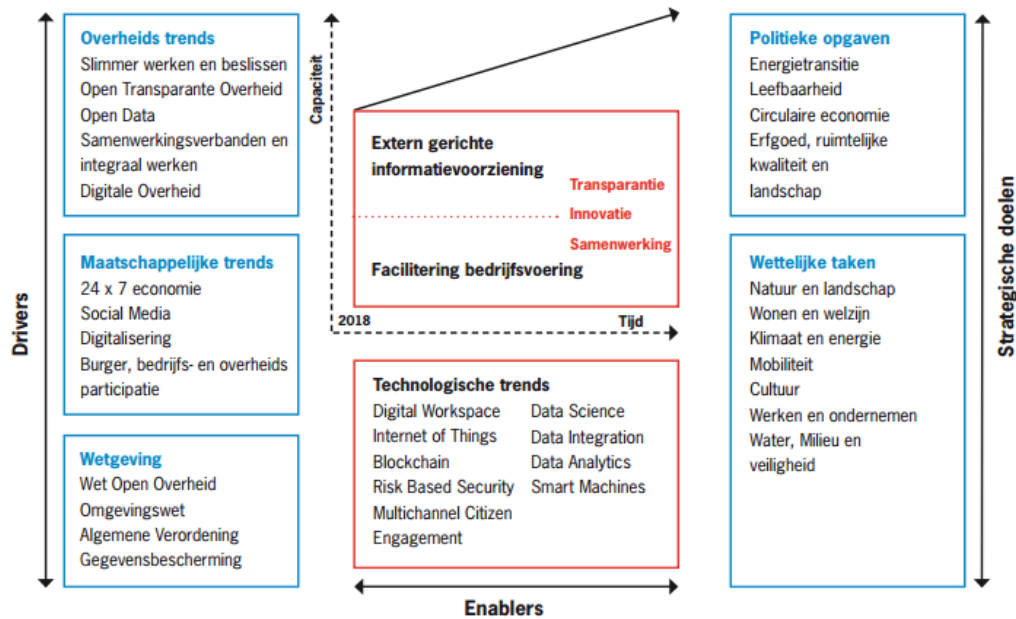 Drivers
Overheids trends
Slimmer werken en beslissen
Open Transparante Overheid
Open Data
Samenwerkingsverbanden en
integraal werken
Digitale Overheid
Maatschappelijke trends
24 x 7 economie
Social Media
Digitalisering
Burger, bedrijfs- en overheids
participatie
Wetgeving
Wet Open Overheid
Omgevingswet
Algemene Verordening
Gegevensbescherming
Capaciteit
Extern gerichte
informatievoorziening
Transparantie
Innovatie
Samenwerking
Facilitering bedrijfsvoering
2018
Tijd
Technologische trends
Digital Workspace
Internet of Things
Blockchain
Risk Based Security
Multichannel Citizen
Engagement
Data Science
Data Integration
Data Analytics
Smart Machines
Enablers
Politieke opgaven
Energietransitie
Leefbaarheid
Circulaire economie
Erfgoed, ruimtelijke
kwaliteit en
landschap
Wettelijke taken
Natuur en landschap
Wonen en welzijn
Klimaat en energie
Mobiliteit
Cultuur
Werken en ondernemen
Water, Milieu en
veiligheid
Strategische doelen